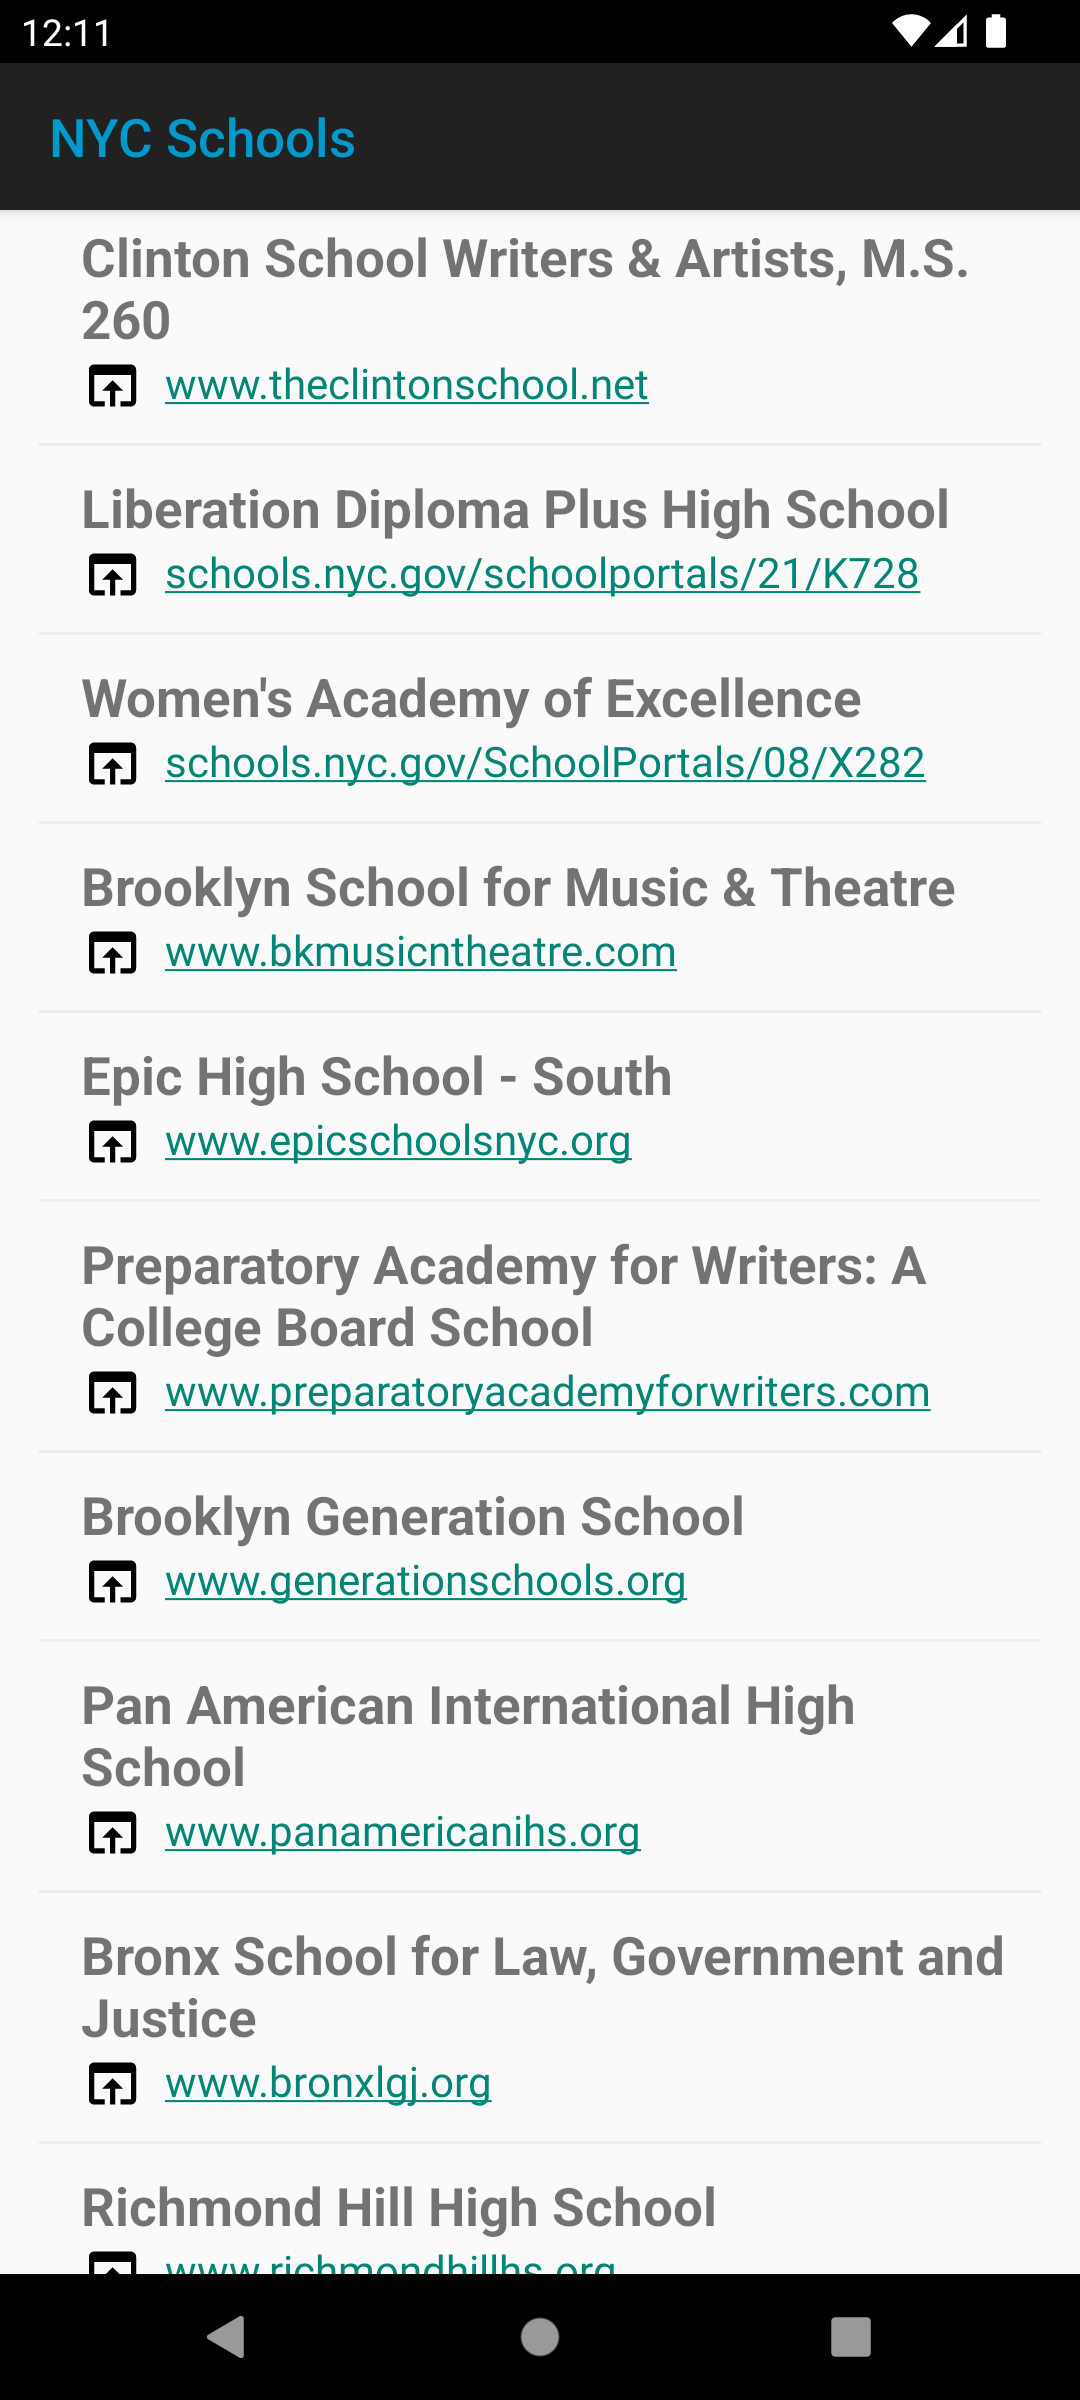 12:11
NYC Schools
Clinton School Writers & Artists, M.S.
260
www.theclintonschool.net
Liberation Diploma Plus High School
schools.nyc.gov/schoolportals/21/K728
Women's Academy of Excellence
schools.nyc.gov/SchoolPortals/08/X282
Brooklyn School for Music & Theatre
www.bkmusicntheatre.com
Epic High School - South
www.epicschoolsnyc.org
Preparatory Academy for Writers: A
College Board School
www.preparatoryacademyforwriters.com
Brooklyn Generation School
www.generationschools.org
Pan American International High
School
www.panamericanihs.org
Bronx School for Law, Government and
Justice
www.bronxlgj.org
Richmond Hill High School
www.richmondhillhs.org